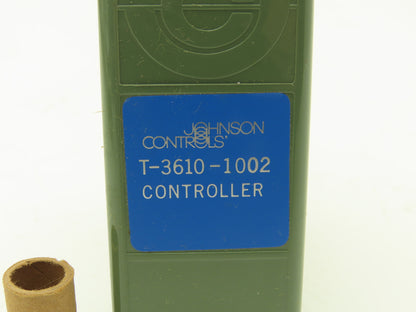 JOHNSON
CONTROLS
T-3610-1002
CONTROLLER